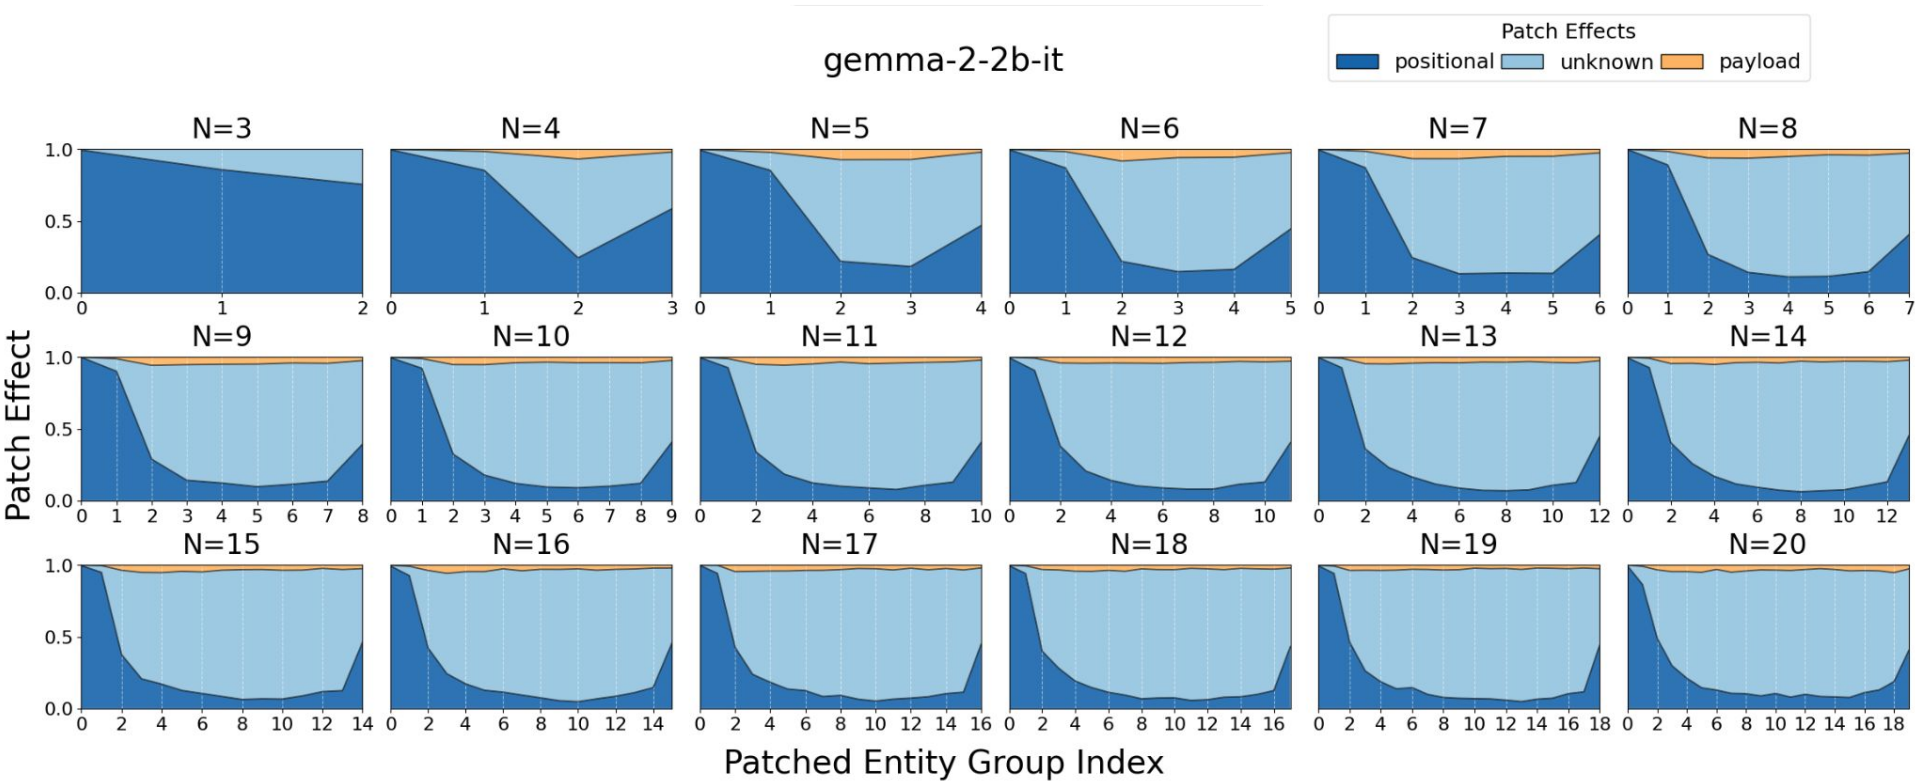 Patch Effects
gemma-2-2b-it
positional unknown payload
N=3 N=4 N=5 N=6 N=7 N=8
1.0
0.5
0.0
0 1 2 0 1 2 3 0 1 2 3 4 0 1 2 3 4 5 0 1 2 3 4 5 6 0 1 2 3 4 5 6 7
N=9 N=10 N=11 N=12 N=13 N=14
1.0
0.5
0.0
0 1 2 3 4 5 6 7 8 0 1 2 3 4 5 6 7 8 9 0 2 4 6 8 10 0 2 4 6 8 10 0 2 4 6 8 10 12 0 2 4 6 8 10 12
Patch Effect
N=15 N=16 N=17 N=18 N=19 N=20
1.0
0.5
0.0
0 2 4 6 8 10 12 14 0 2 4 6 8 10 12 14 0 2 4 6 8 10 12 14 16 0 2 4 6 8 10 12 14 16 0 2 4 6 8 10 12 14 16 18 0 2 4 6 8 10 12 14 16 18
Patched Entity Group Index